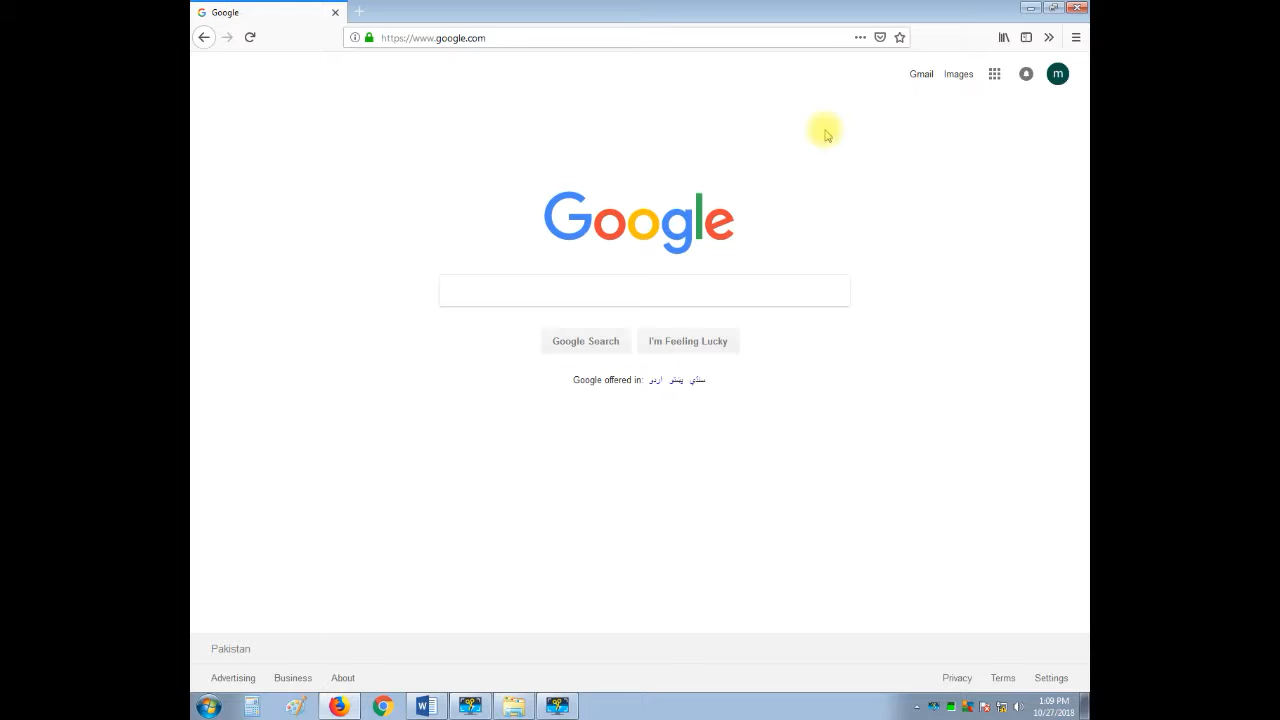 Google
https://www.google.com
Gmail Images
m
Google
Google Search I'm Feeling Lucky
Google offered in: اردو پښتو سنڌي
Pakistan
Advertising Business About
Privacy Terms Settings
1:09 PM
10/27/2018